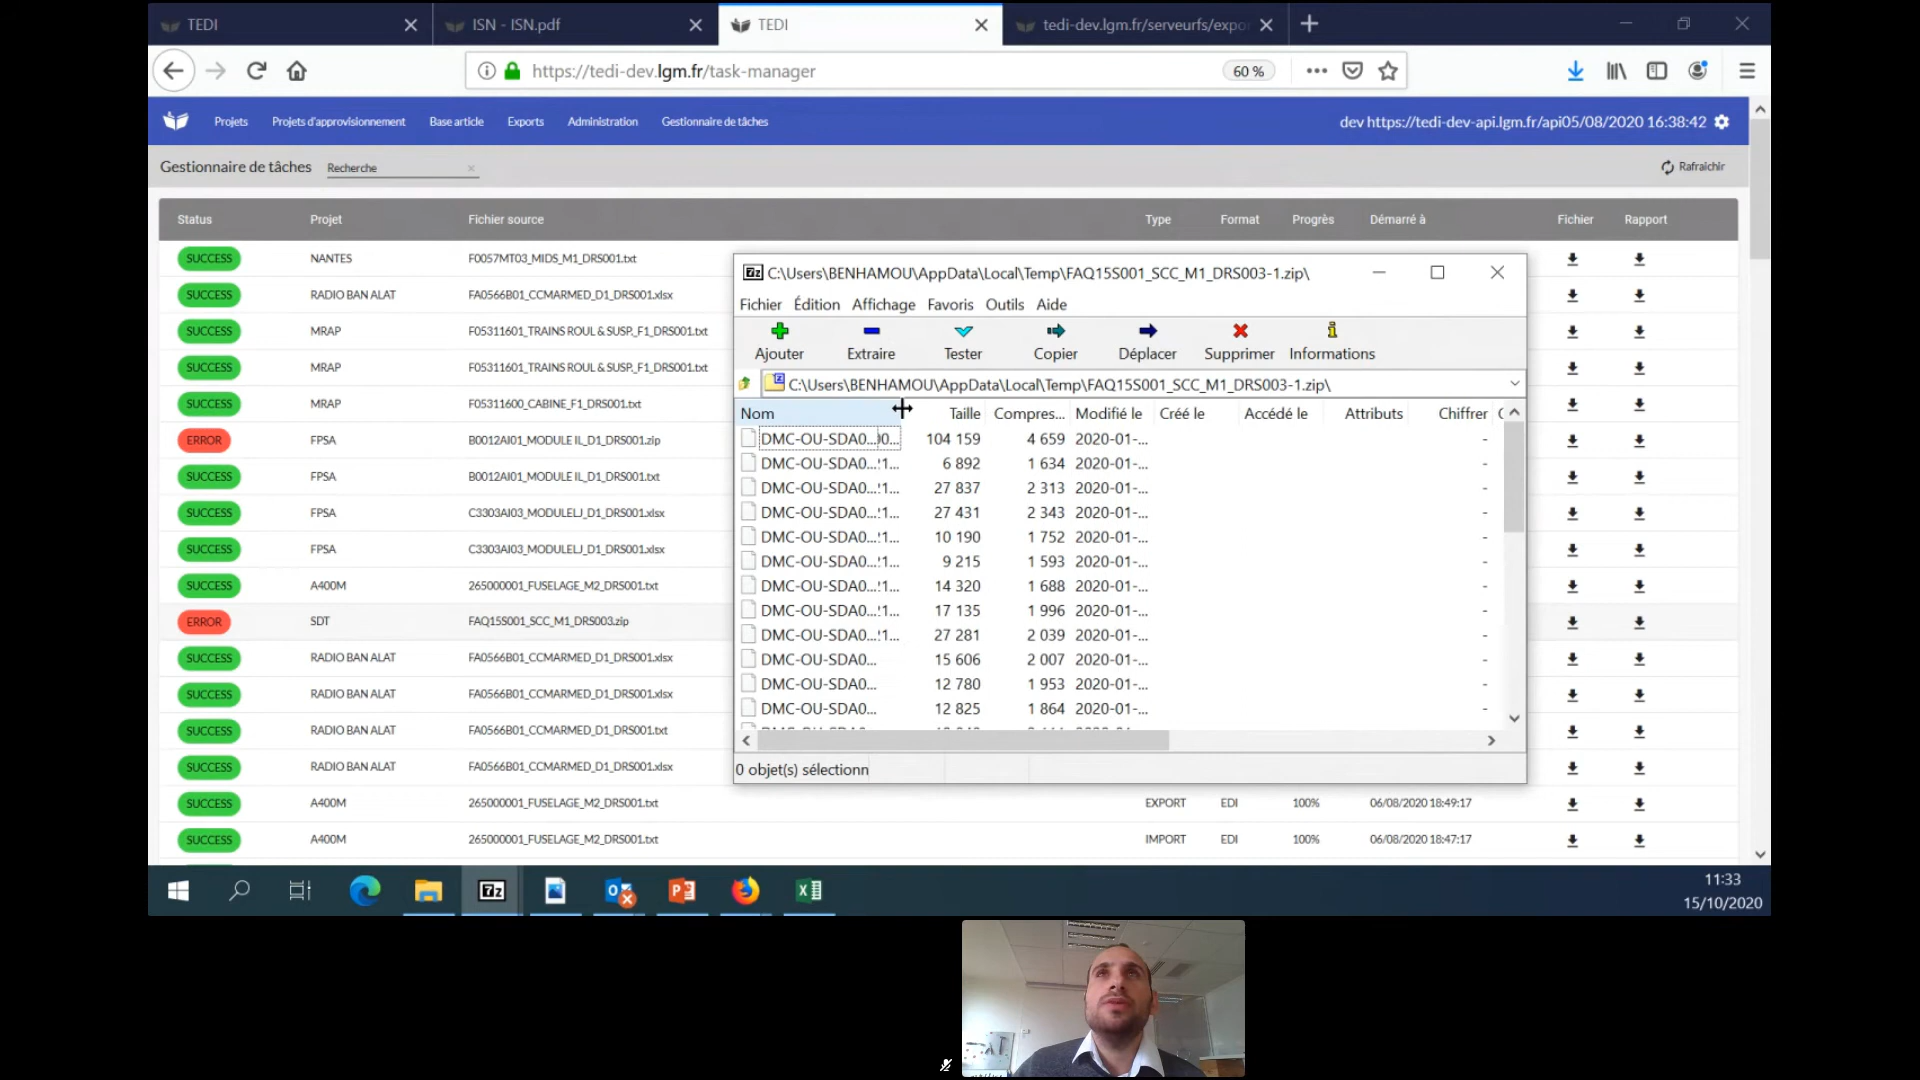 TEDI
ISN - ISN.pdf
TEDI
tedi-dev.lgm.fr/serveurfs/expo
https://tedi-dev.lgm.fr/task-manager
60 %
Projets
Projets d'approvisionnement
Base article
Exports
Administration
Gestionnaire de tâches
dev https://tedi-dev-api.lgm.fr/api05/08/2020 16:38:42
Gestionnaire de tâches
Recherche
Rafraichir
Status Projet Fichier source Type Format Progrès Démarré à Fichier Rapport
SUCCESS NANTES F0057MT03_MIDS_M1_DRS001.txt
SUCCESS RADIO BAN ALAT FA0566B01_CCMARMED_D1_DRS001.xlsx
SUCCESS MRAP F05311601_TRAINS ROUL & SUSP_F1_DRS001.txt
SUCCESS MRAP F05311601_TRAINS ROUL & SUSP_F1_DRS001.txt
SUCCESS MRAP F05311600_CABINE_F1_DRS001.txt
ERROR FPSA B0012AI01_MODULE IL_D1_DRS001.zip
SUCCESS FPSA B0012AI01_MODULE IL_D1_DRS001.txt
SUCCESS FPSA C3303AI03_MODULELJ_D1_DRS001.xlsx
SUCCESS FPSA C3303AI03_MODULELJ_D1_DRS001.xlsx
SUCCESS A400M 265000001_FUSELAGE_M2_DRS001.txt
ERROR SDT FAQ15S001_SCC_M1_DRS003.zip
SUCCESS RADIO BAN ALAT FA0566B01_CCMARMED_D1_DRS001.xlsx
SUCCESS RADIO BAN ALAT FA0566B01_CCMARMED_D1_DRS001.xlsx
SUCCESS RADIO BAN ALAT FA0566B01_CCMARMED_D1_DRS001.txt
SUCCESS RADIO BAN ALAT FA0566B01_CCMARMED_D1_DRS001.xlsx
SUCCESS A400M 265000001_FUSELAGE_M2_DRS001.txt EXPORT EDI 100% 06/08/2020 18:49:17
SUCCESS A400M 265000001_FUSELAGE_M2_DRS001.txt IMPORT EDI 100% 06/08/2020 18:47:17
7z C:\Users\BENHAMOU\AppData\Local\Temp\FAQ15S001_SCC_M1_DRS003-1.zip\
Fichier Édition Affichage Favoris Outils Aide
Ajouter Extraire Tester Copier Déplacer Supprimer Informations
C:\Users\BENHAMOU\AppData\Local\Temp\FAQ15S001_SCC_M1_DRS003-1.zip\
Nom Taille Compres... Modifié le Créé le Accédé le Attributs Chiffrer
DMC-OU-SDA0... 104 159 4 659 2020-01-... -
DMC-OU-SDA0... 6 892 1 634 2020-01-... -
DMC-OU-SDA0... 27 837 2 313 2020-01-... -
DMC-OU-SDA0... 27 431 2 343 2020-01-... -
DMC-OU-SDA0... 10 190 1 752 2020-01-... -
DMC-OU-SDA0... 9 215 1 593 2020-01-... -
DMC-OU-SDA0... 14 320 1 688 2020-01-... -
DMC-OU-SDA0... 17 135 1 996 2020-01-... -
DMC-OU-SDA0... 27 281 2 039 2020-01-... -
DMC-OU-SDA0... 15 606 2 007 2020-01-... -
DMC-OU-SDA0... 12 780 1 953 2020-01-... -
DMC-OU-SDA0... 12 825 1 864 2020-01-... -
0 objet(s) sélectionn
7z
11:33
15/10/2020